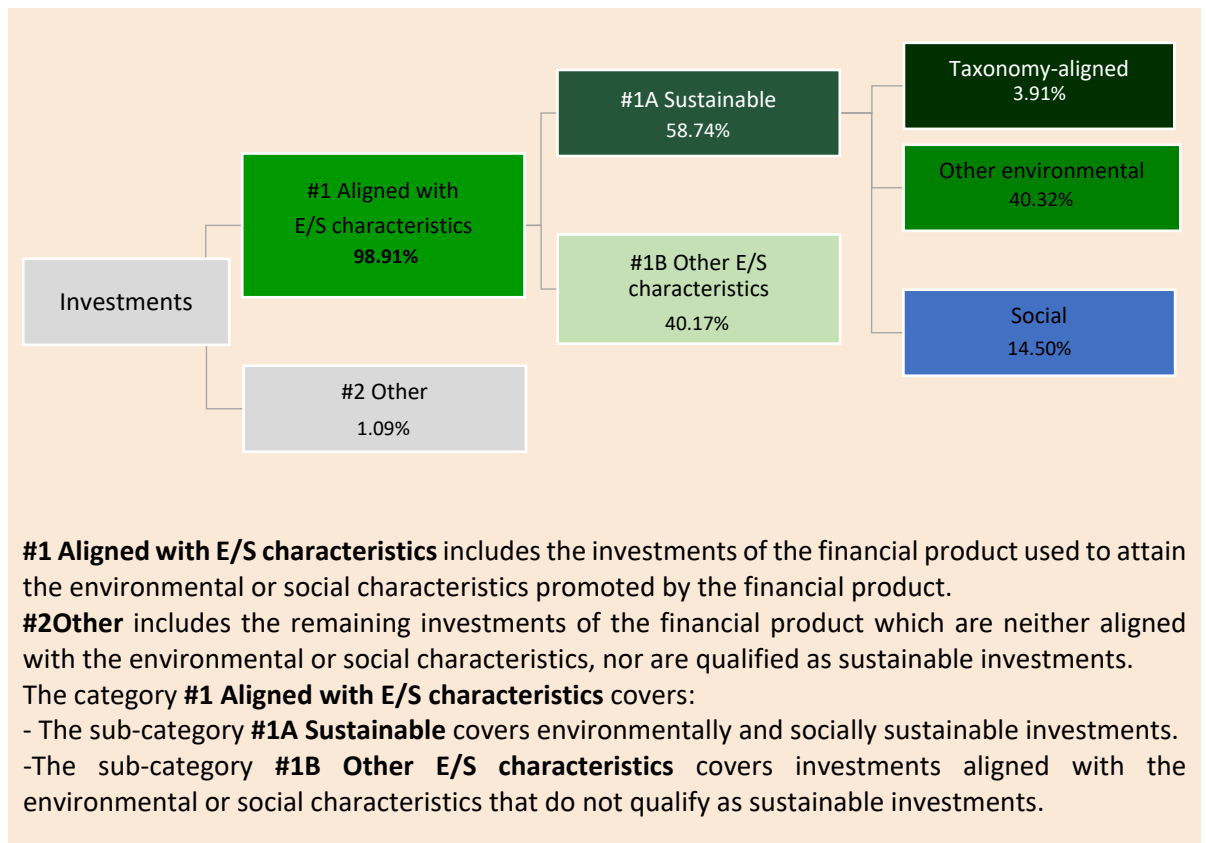 Investments
#1 Aligned with
E/S characteristics
98.91%
#2 Other
1.09%
#1A Sustainable
58.74%
#1B Other E/S
characteristics
40.17%
Taxonomy-aligned
3.91%
Other environmental
40.32%
Social
14.50%
#1 Aligned with E/S characteristics includes the investments of the financial product used to attain
the environmental or social characteristics promoted by the financial product.
#2Other includes the remaining investments of the financial product which are neither aligned
with the environmental or social characteristics, nor are qualified as sustainable investments.
The category #1 Aligned with E/S characteristics covers:
- The sub-category #1A Sustainable covers environmentally and socially sustainable investments.
-The sub-category #1B Other E/S characteristics covers investments aligned with the
environmental or social characteristics that do not qualify as sustainable investments.